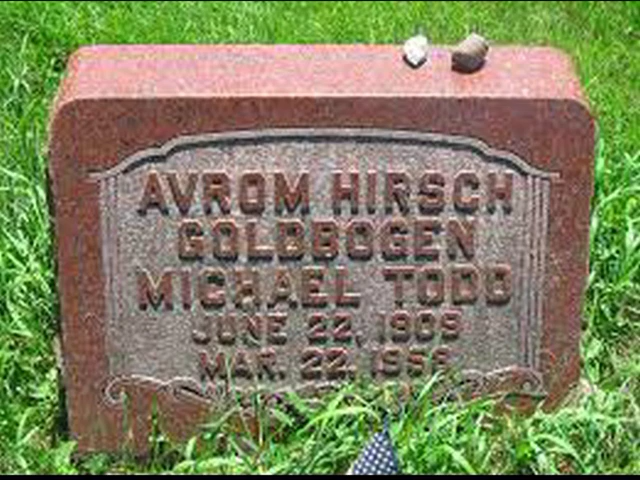 AVROM HIRSCH
GOLDBOGEN
MICHAEL TODD
JUNE 22, 1909
MAR. 22, 1958